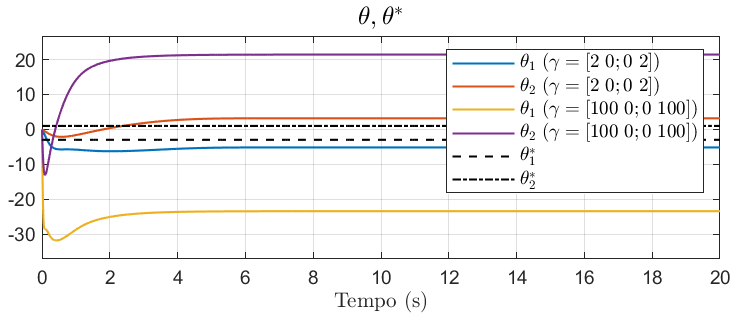 θ, θ*
20
10
0
-10
-20
-30
θ₁ (γ = [2 0; 0 2])
θ₂ (γ = [2 0; 0 2])
θ₁ (γ = [100 0; 0 100])
θ₂ (γ = [100 0; 0 100])
θ₁*
θ₂*
0 2 4 6 8 10 12 14 16 18 20
Tempo (s)